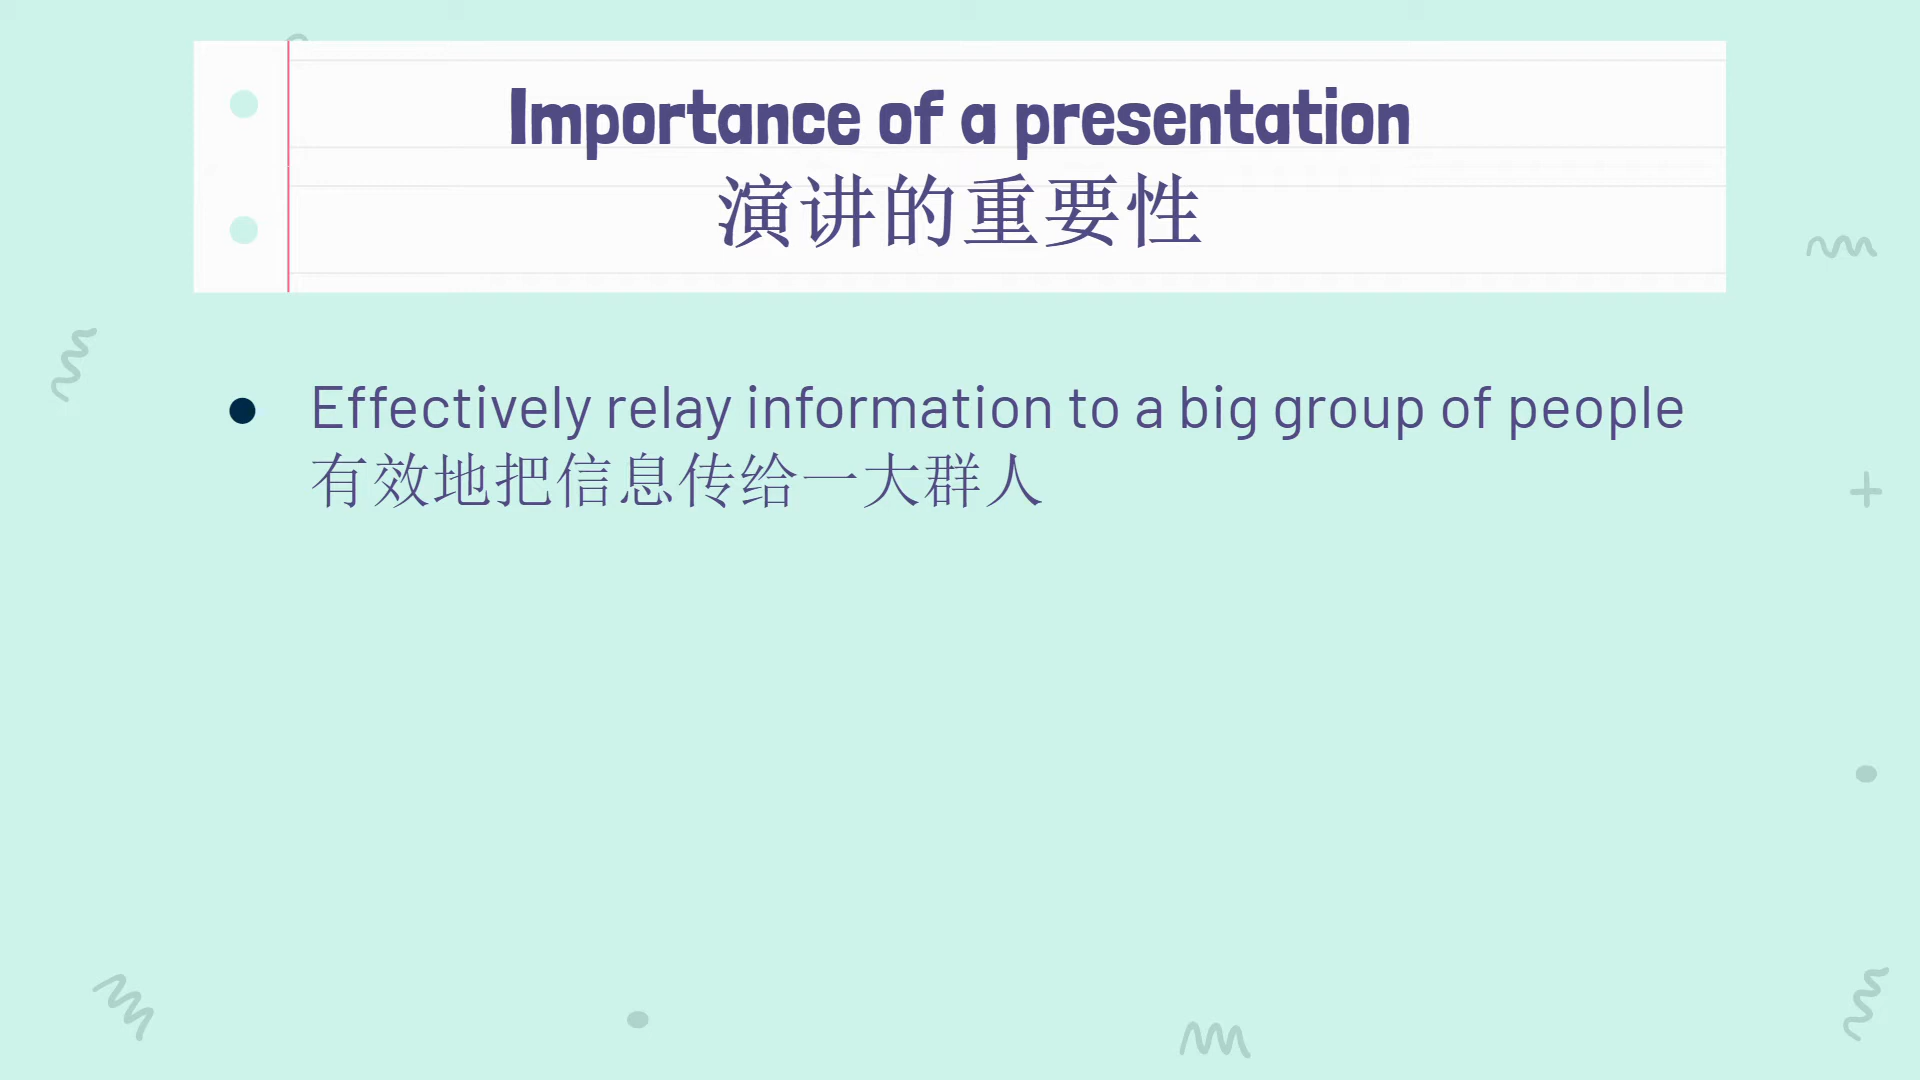 Importance of a presentation
演讲的重要性
Effectively relay information to a big group of people
有效地把信息传给一大群人